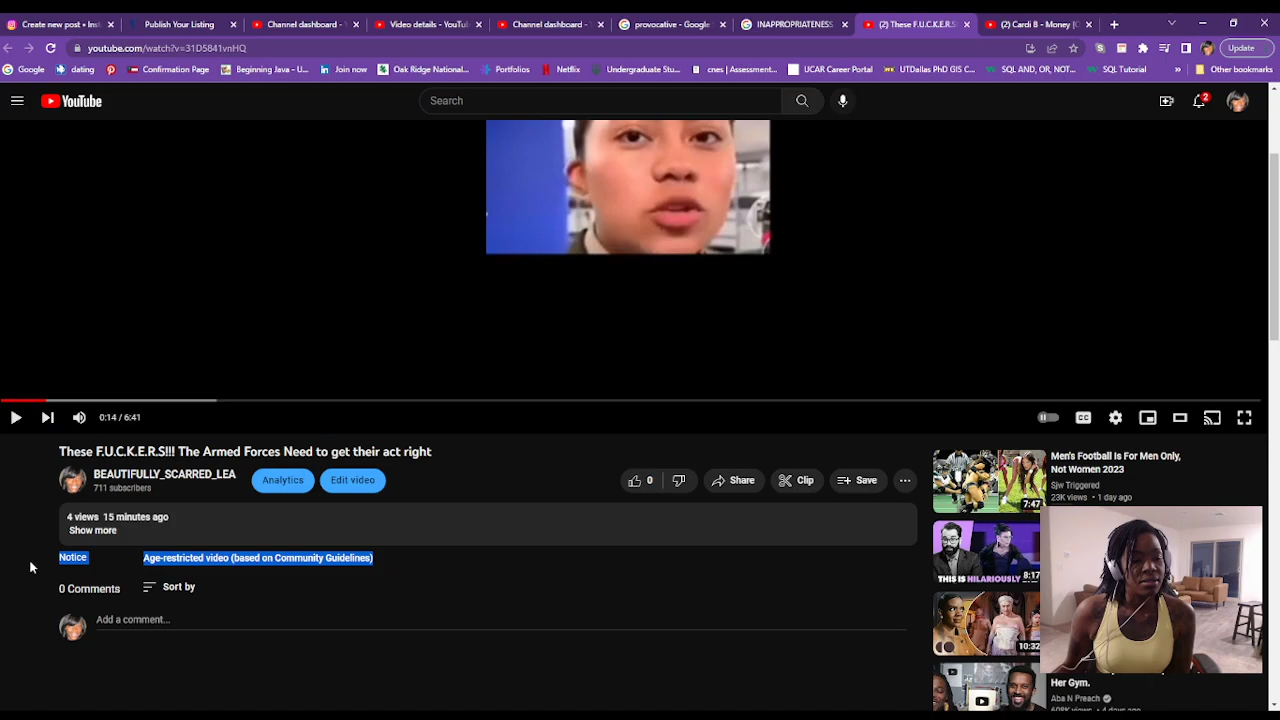 Create new post • Inst
Publish Your Listing
Channel dashboard -
Video details - YouTu
Channel dashboard -
provocative - Google
INAPPROPRIATENESS
(2) These F.U.C.K.E.R.S
(2) Cardi B - Money [C
youtube.com/watch?v=31D5841vnHQ
Update
Google
dating
Confirmation Page
Beginning Java - U...
Join now
Oak Ridge National...
Portfolios
Netflix
Undergraduate Stu...
cnes | Assessment...
UCAR Career Portal
UTDallas PhD GIS C...
SQL AND, OR, NOT...
SQL Tutorial
Other bookmarks
YouTube
Search
2
0:14 / 6:41
CC
These F.U.C.K.E.R.S!!! The Armed Forces Need to get their act right
BEAUTIFULLY_SCARRED_LEA
711 subscribers
Analytics
Edit video
0
Share
Clip
Save
4 views 15 minutes ago
Show more
Notice
Age-restricted video (based on Community Guidelines)
0 Comments
Sort by
Add a comment...
Men's Football Is For Men Only,
Not Women 2023
Sjw Triggered
23K views • 1 day ago
7:47
THIS IS HILARIOUSLY
8:17
10:32
Her Gym.
Aba N Preach
608K views • 4 days ago